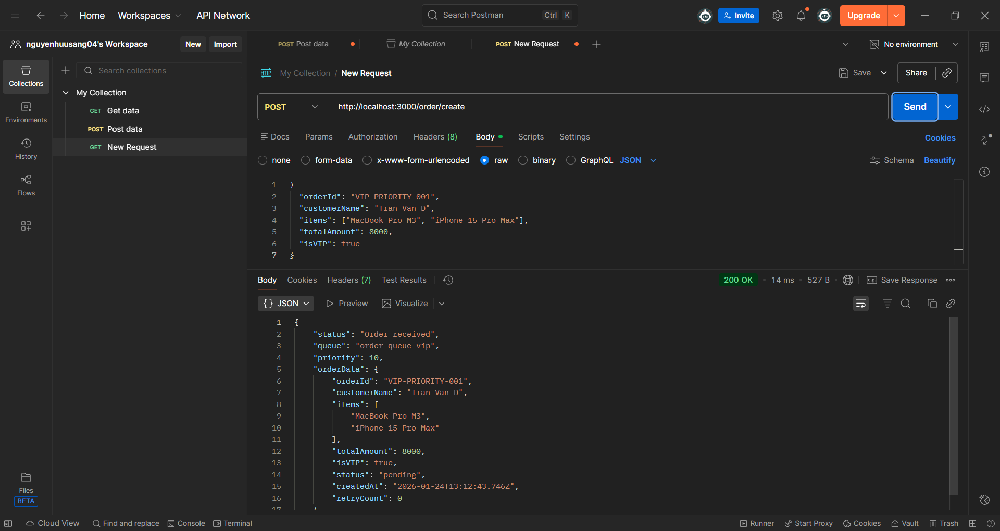 Home
Workspaces
API Network
Search Postman
Ctrl K
Invite
Upgrade
nguyenhuusang04's Workspace
New
Import
POST Post data
My Collection
POST New Request
No environment
Collections
Environments
History
Flows
Files
BETA
Search collections
My Collection
GET Get data
POST Post data
GET New Request
HTTP My Collection / New Request
Save
Share
POST
http://localhost:3000/order/create
Send
Docs
Params
Authorization
Headers (8)
Body
Scripts
Settings
Cookies
none
form-data
x-www-form-urlencoded
raw
binary
GraphQL
JSON
Schema
Beautify
1 {
2 "orderId": "VIP-PRIORITY-001",
3 "customerName": "Tran Van D",
4 "items": ["MacBook Pro M3", "iPhone 15 Pro Max"],
5 "totalAmount": 8000,
6 "isVIP": true
7 }
Body
Cookies
Headers (7)
Test Results
200 OK
14 ms
527 B
e.g. Save Response
{} JSON
Preview
Visualize
1 {
2 "status": "Order received",
3 "queue": "order_queue_vip",
4 "priority": 10,
5 "orderData": {
6 "orderId": "VIP-PRIORITY-001",
7 "customerName": "Tran Van D",
8 "items": [
9 "MacBook Pro M3",
10 "iPhone 15 Pro Max"
11 ],
12 "totalAmount": 8000,
13 "isVIP": true,
14 "status": "pending",
15 "createdAt": "2026-01-24T13:12:43.746Z",
16 "retryCount": 0
17 }
Cloud View
Find and replace
Console
Terminal
Runner
Start Proxy
Cookies
Vault
Trash